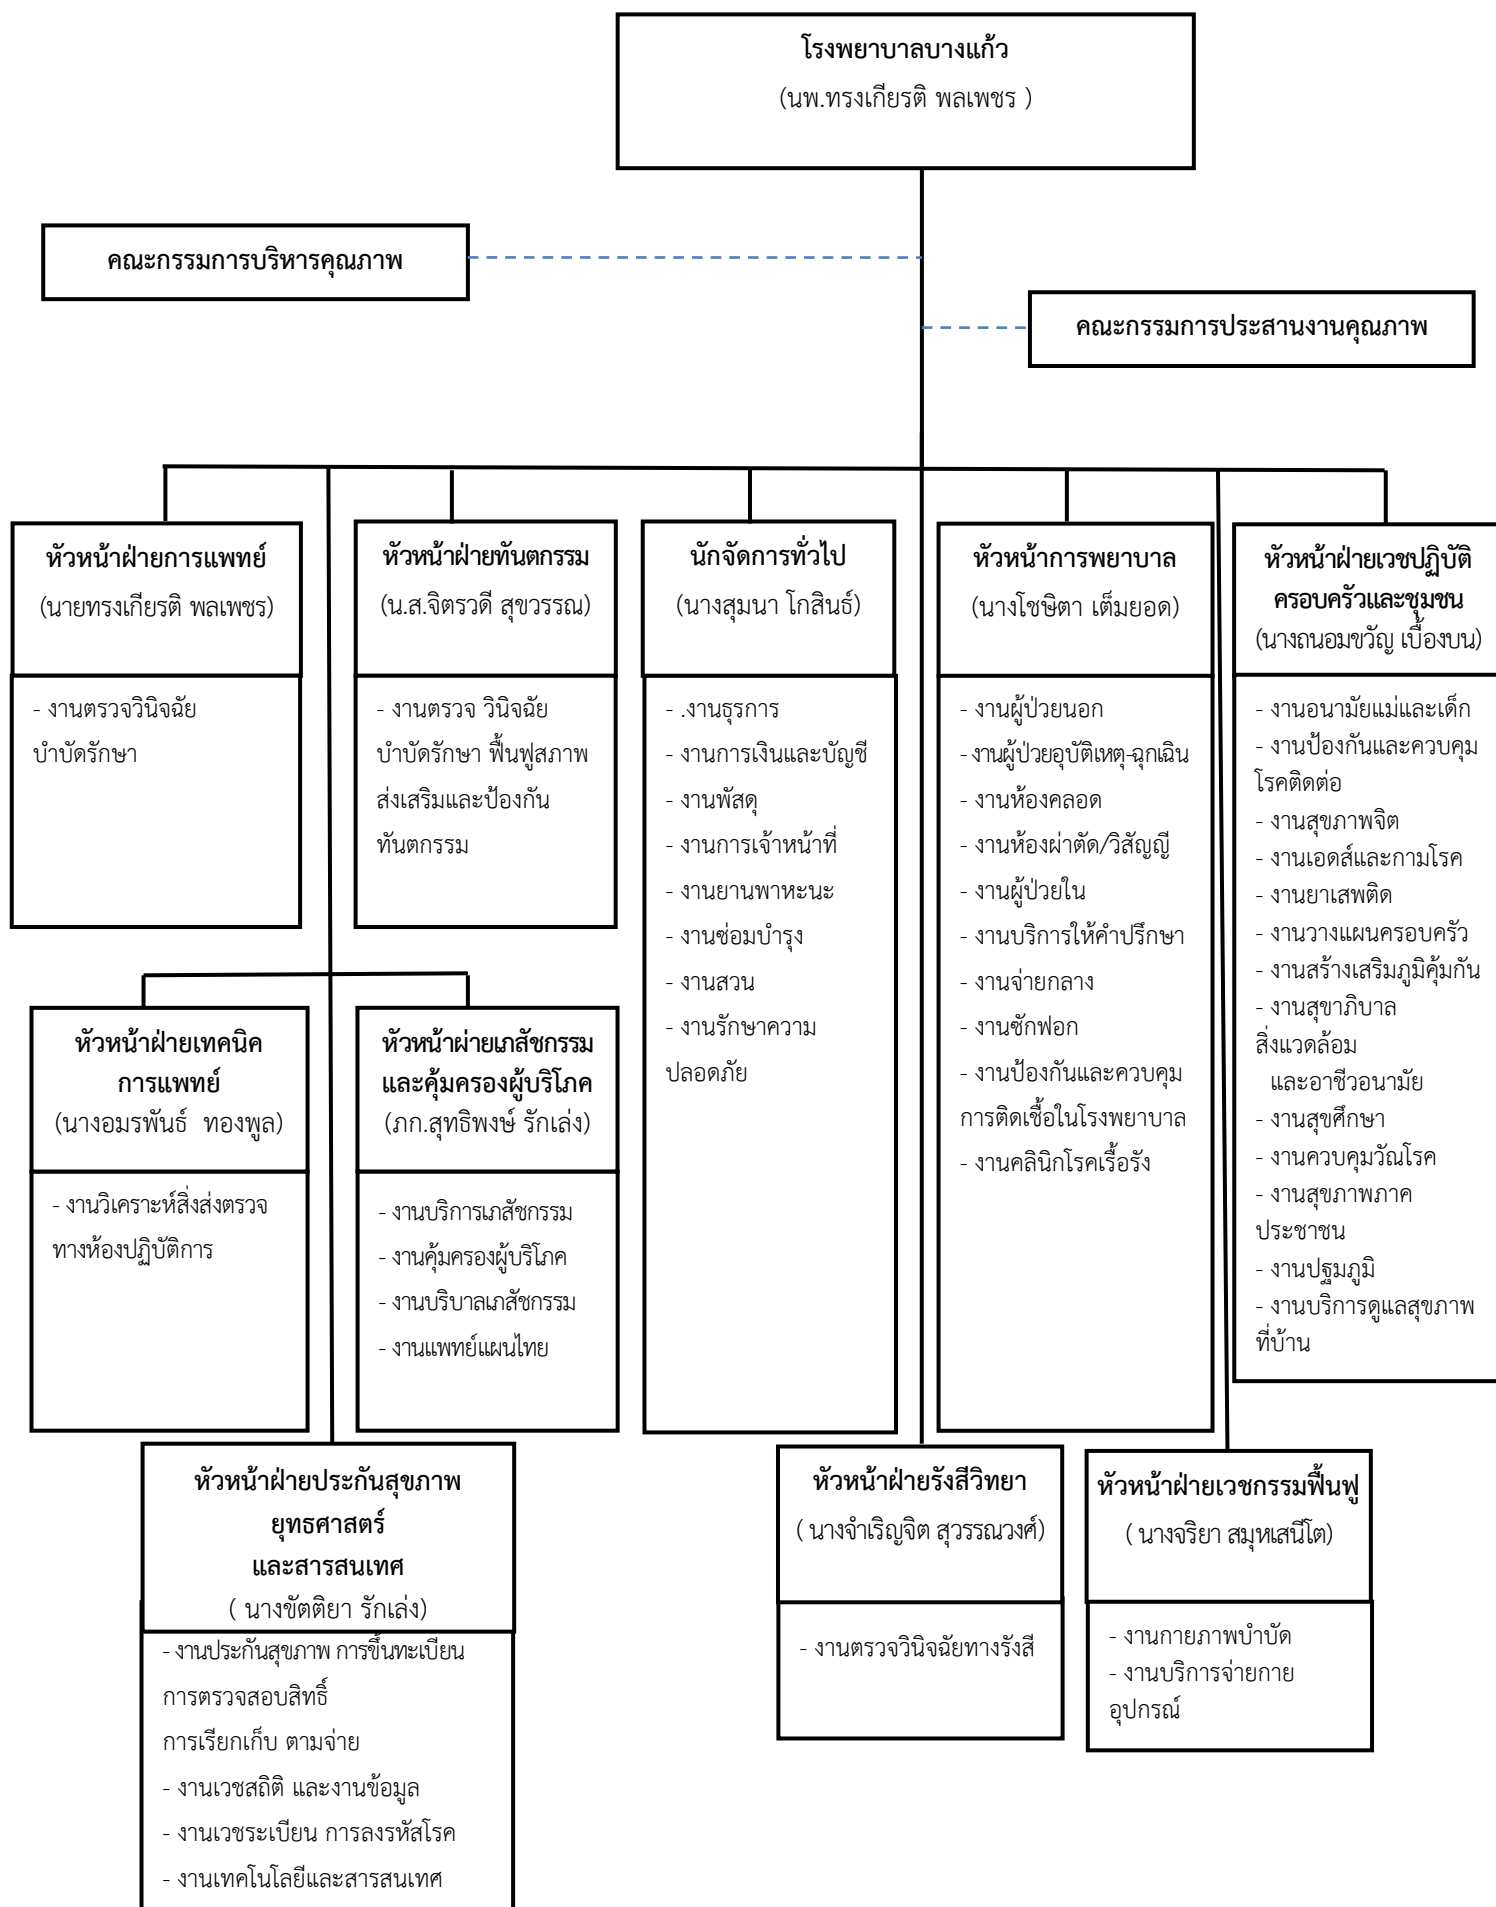 โรงพยาบาลบางแก้ว
(นพ.ทรงเกียรติ พลเพชร )
คณะกรรมการบริหารคุณภาพ
คณะกรรมการประสานงานคุณภาพ
หัวหน้าฝ่ายการแพทย์
(นายทรงเกียรติ พลเพชร)
- งานตรวจวินิจฉัย
บำบัดรักษา
หัวหน้าฝ่ายทันตกรรม
(น.ส.จิตรวดี สุขวรรณ)
- งานตรวจ วินิจฉัย
บำบัดรักษา ฟื้นฟูสภาพ
ส่งเสริมและป้องกัน
ทันตกรรม
นักจัดการทั่วไป
(นางสุมนา โกสินธ์)
- .งานธุรการ
- งานการเงินและบัญชี
- งานพัสดุ
- งานการเจ้าหน้าที่
- งานยานพาหะนะ
- งานซ่อมบำรุง
- งานสวน
- งานรักษาความ
ปลอดภัย
หัวหน้าการพยาบาล
(นางโชษิตา เต็มยอด)
- งานผู้ป่วยนอก
- งานผู้ป่วยอุบัติเหตุ-ฉุกเฉิน
- งานห้องคลอด
- งานห้องผ่าตัด/วิสัญญี
- งานผู้ป่วยใน
- งานบริการให้คำปรึกษา
- งานจ่ายกลาง
- งานซักฟอก
- งานป้องกันและควบคุม
การติดเชื้อในโรงพยาบาล
- งานคลินิกโรคเรื้อรัง
หัวหน้าฝ่ายเวชปฏิบัติ
ครอบครัวและชุมชน
(นางถนอมขวัญ เบื้องบน)
- งานอนามัยแม่และเด็ก
- งานป้องกันและควบคุม
โรคติดต่อ
- งานสุขภาพจิต
- งานเอดส์และกามโรค
- งานยาเสพติด
- งานวางแผนครอบครัว
- งานสร้างเสริมภูมิคุ้มกัน
- งานสุขาภิบาล
สิ่งแวดล้อม
และอาชีวอนามัย
- งานสุขศึกษา
- งานควบคุมวัณโรค
- งานสุขภาพภาค
ประชาชน
- งานปฐมภูมิ
- งานบริการดูแลสุขภาพ
ที่บ้าน
หัวหน้าฝ่ายเทคนิค
การแพทย์
(นางอมรพันธ์ ทองพูล)
- งานวิเคราะห์สิ่งส่งตรวจ
ทางห้องปฏิบัติการ
หัวหน้าผ่ายเภสัชกรรม
และคุ้มครองผู้บริโภค
(ภก.สุทธิพงษ์ รักเล่ง)
- งานบริการเภสัชกรรม
- งานคุ้มครองผู้บริโภค
- งานบริบาลเภสัชกรรม
- งานแพทย์แผนไทย
หัวหน้าฝ่ายประกันสุขภาพ
ยุทธศาสตร์
และสารสนเทศ
( นางขัตติยา รักเล่ง)
- งานประกันสุขภาพ การขึ้นทะเบียน
การตรวจสอบสิทธิ์
การเรียกเก็บ ตามจ่าย
- งานเวชสถิติ และงานข้อมูล
- งานเวชระเบียน การลงรหัสโรค
- งานเทคโนโลยีและสารสนเทศ
หัวหน้าฝ่ายรังสีวิทยา
( นางจำเริญจิต สุวรรณวงศ์)
- งานตรวจวินิจฉัยทางรังสี
หัวหน้าฝ่ายเวชกรรมฟื้นฟู
( นางจริยา สมุหเสนีโต)
- งานกายภาพบำบัด
- งานบริการจ่ายกาย
อุปกรณ์